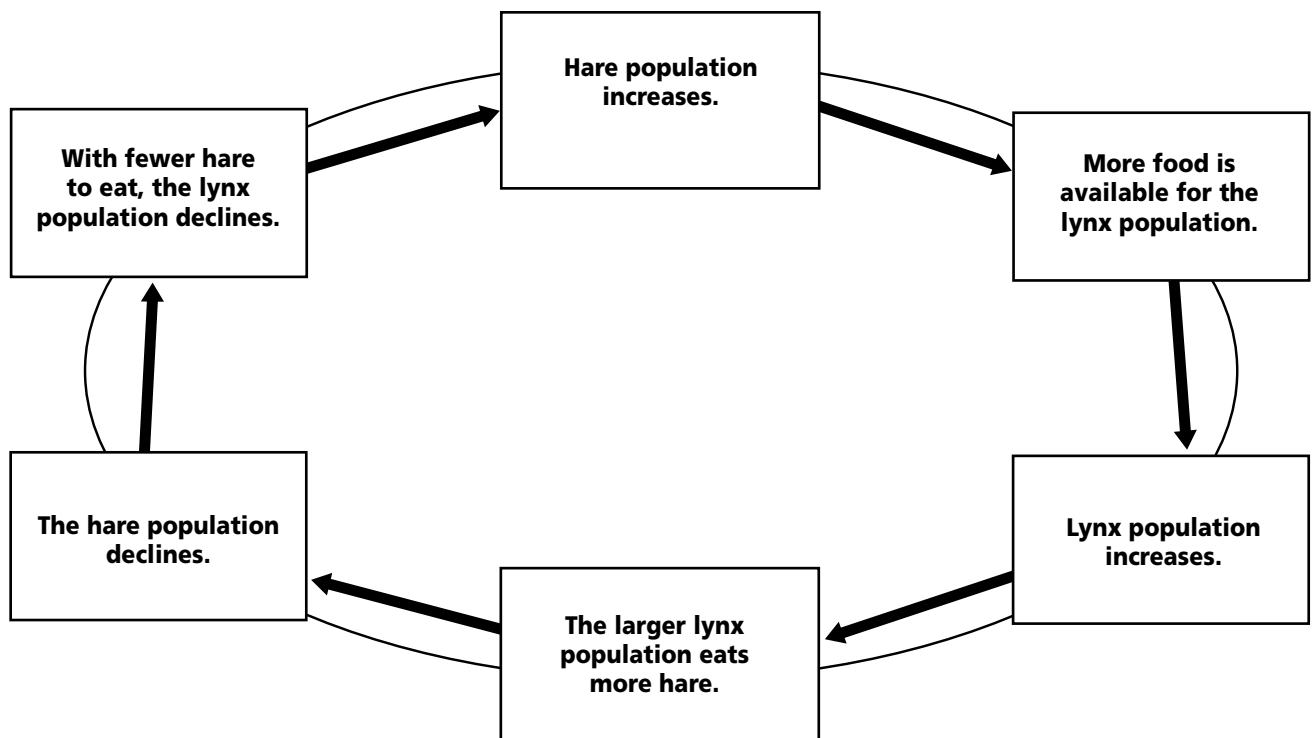 Hare population
increases.
More food is
available for the
lynx population.
Lynx population
increases.
The larger lynx
population eats
more hare.
The hare population
declines.
With fewer hare
to eat, the lynx
population declines.